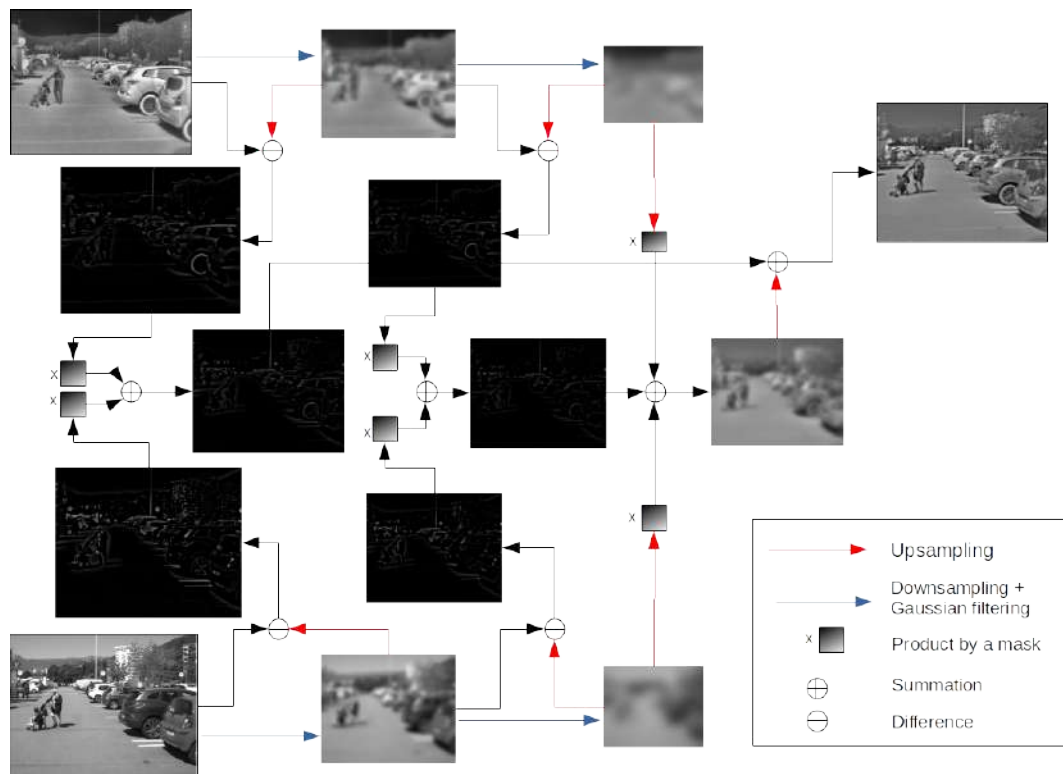 X
X
X
X
X
X
Upsampling
Downsampling +
Gaussian filtering
X
Product by a mask
Summation
Difference